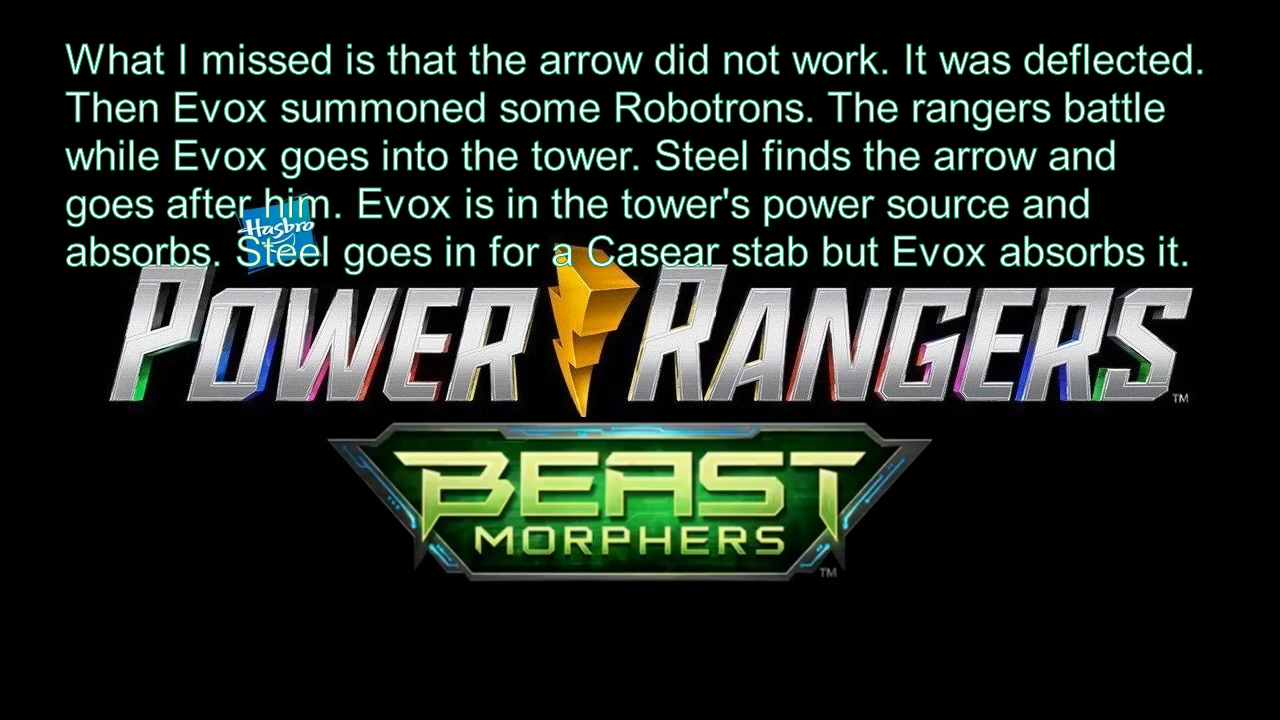 What I missed is that the arrow did not work. It was deflected.
Then Evox summoned some Robotrons. The rangers battle
while Evox goes into the tower. Steel finds the arrow and
goes after him. Evox is in the tower's power source and
absorbs. Steel goes in for a Casear stab but Evox absorbs it.
Hasbro
POWER RANGERS TM
BEAST
MORPHERS TM